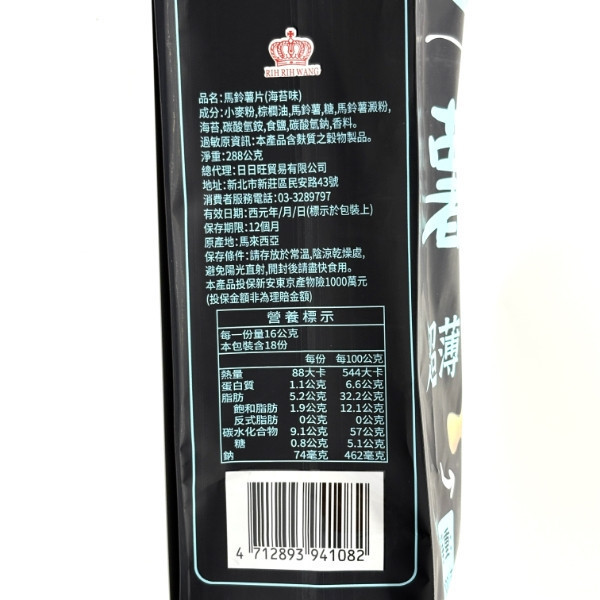 RIH RIH WANG
品名:馬鈴薯片(海苔味)
成分:小麥粉,棕櫚油,馬鈴薯,糖,馬鈴薯澱粉,
海苔,碳酸氫銨,食鹽,碳酸氫鈉,香料。
過敏原資訊:本產品含麩質之穀物製品。
淨重:288公克
總代理:日日旺貿易有限公司
地址:新北市新莊區民安路43號
消費者服務電話:03-3289797
有效日期:西元年/月/日(標示於包裝上)
保存期限:12個月
原產地:馬來西亞
保存條件:請存放於常溫,陰涼乾燥處,
避免陽光直射,開封後請盡快食用。
本產品投保新安東京產物險1000萬元
(投保金額非為理賠金額)
營養標示
每一份量16公克
本包裝含18份
每份 每100公克
熱量 88大卡 544大卡
蛋白質 1.1公克 6.6公克
脂肪 5.2公克 32.2公克
飽和脂肪 1.9公克 12.1公克
反式脂肪 0公克 0公克
碳水化合物 9.1公克 57公克
糖 0.8公克 5.1公克
鈉 74毫克 462毫克
4 712893 941082
超薄